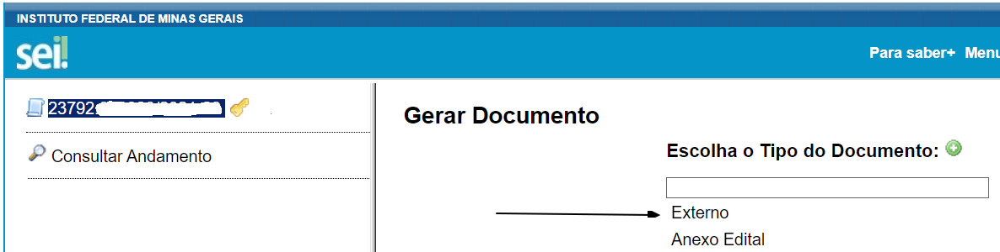 INSTITUTO FEDERAL DE MINAS GERAIS
sei!
Para saber+ Menu
23792
Consultar Andamento
Gerar Documento
Escolha o Tipo do Documento:
Externo
Anexo Edital